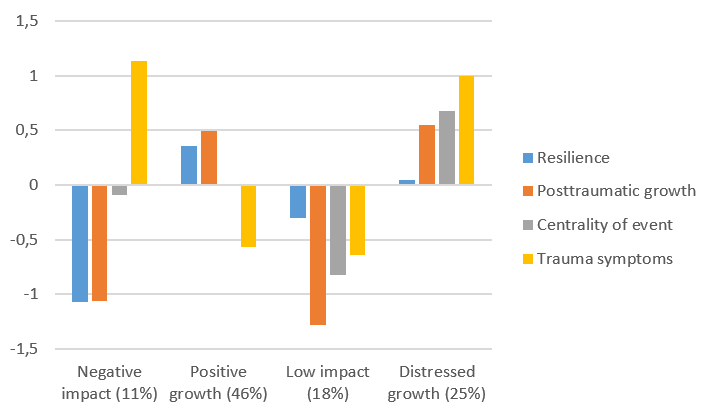 1,5
1
0,5
0
-0,5
-1
-1,5
Negative
impact (11%)
Positive
growth (46%)
Low impact
(18%)
Distressed
growth (25%)
Resilience
Posttraumatic growth
Centrality of event
Trauma symptoms